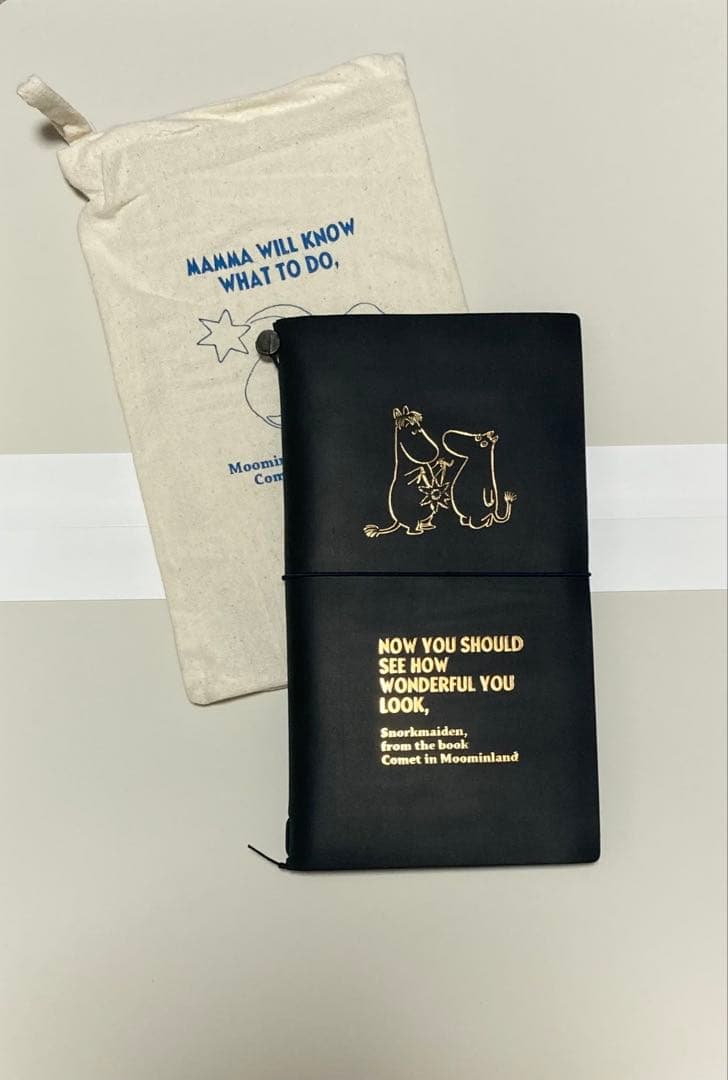 MAMMA WILL KNOW
WHAT TO DO,
NOW YOU SHOULD
SEE HOW
WONDERFUL YOU
LOOK,
Snorkmaiden,
from the book
Comet in Moominland